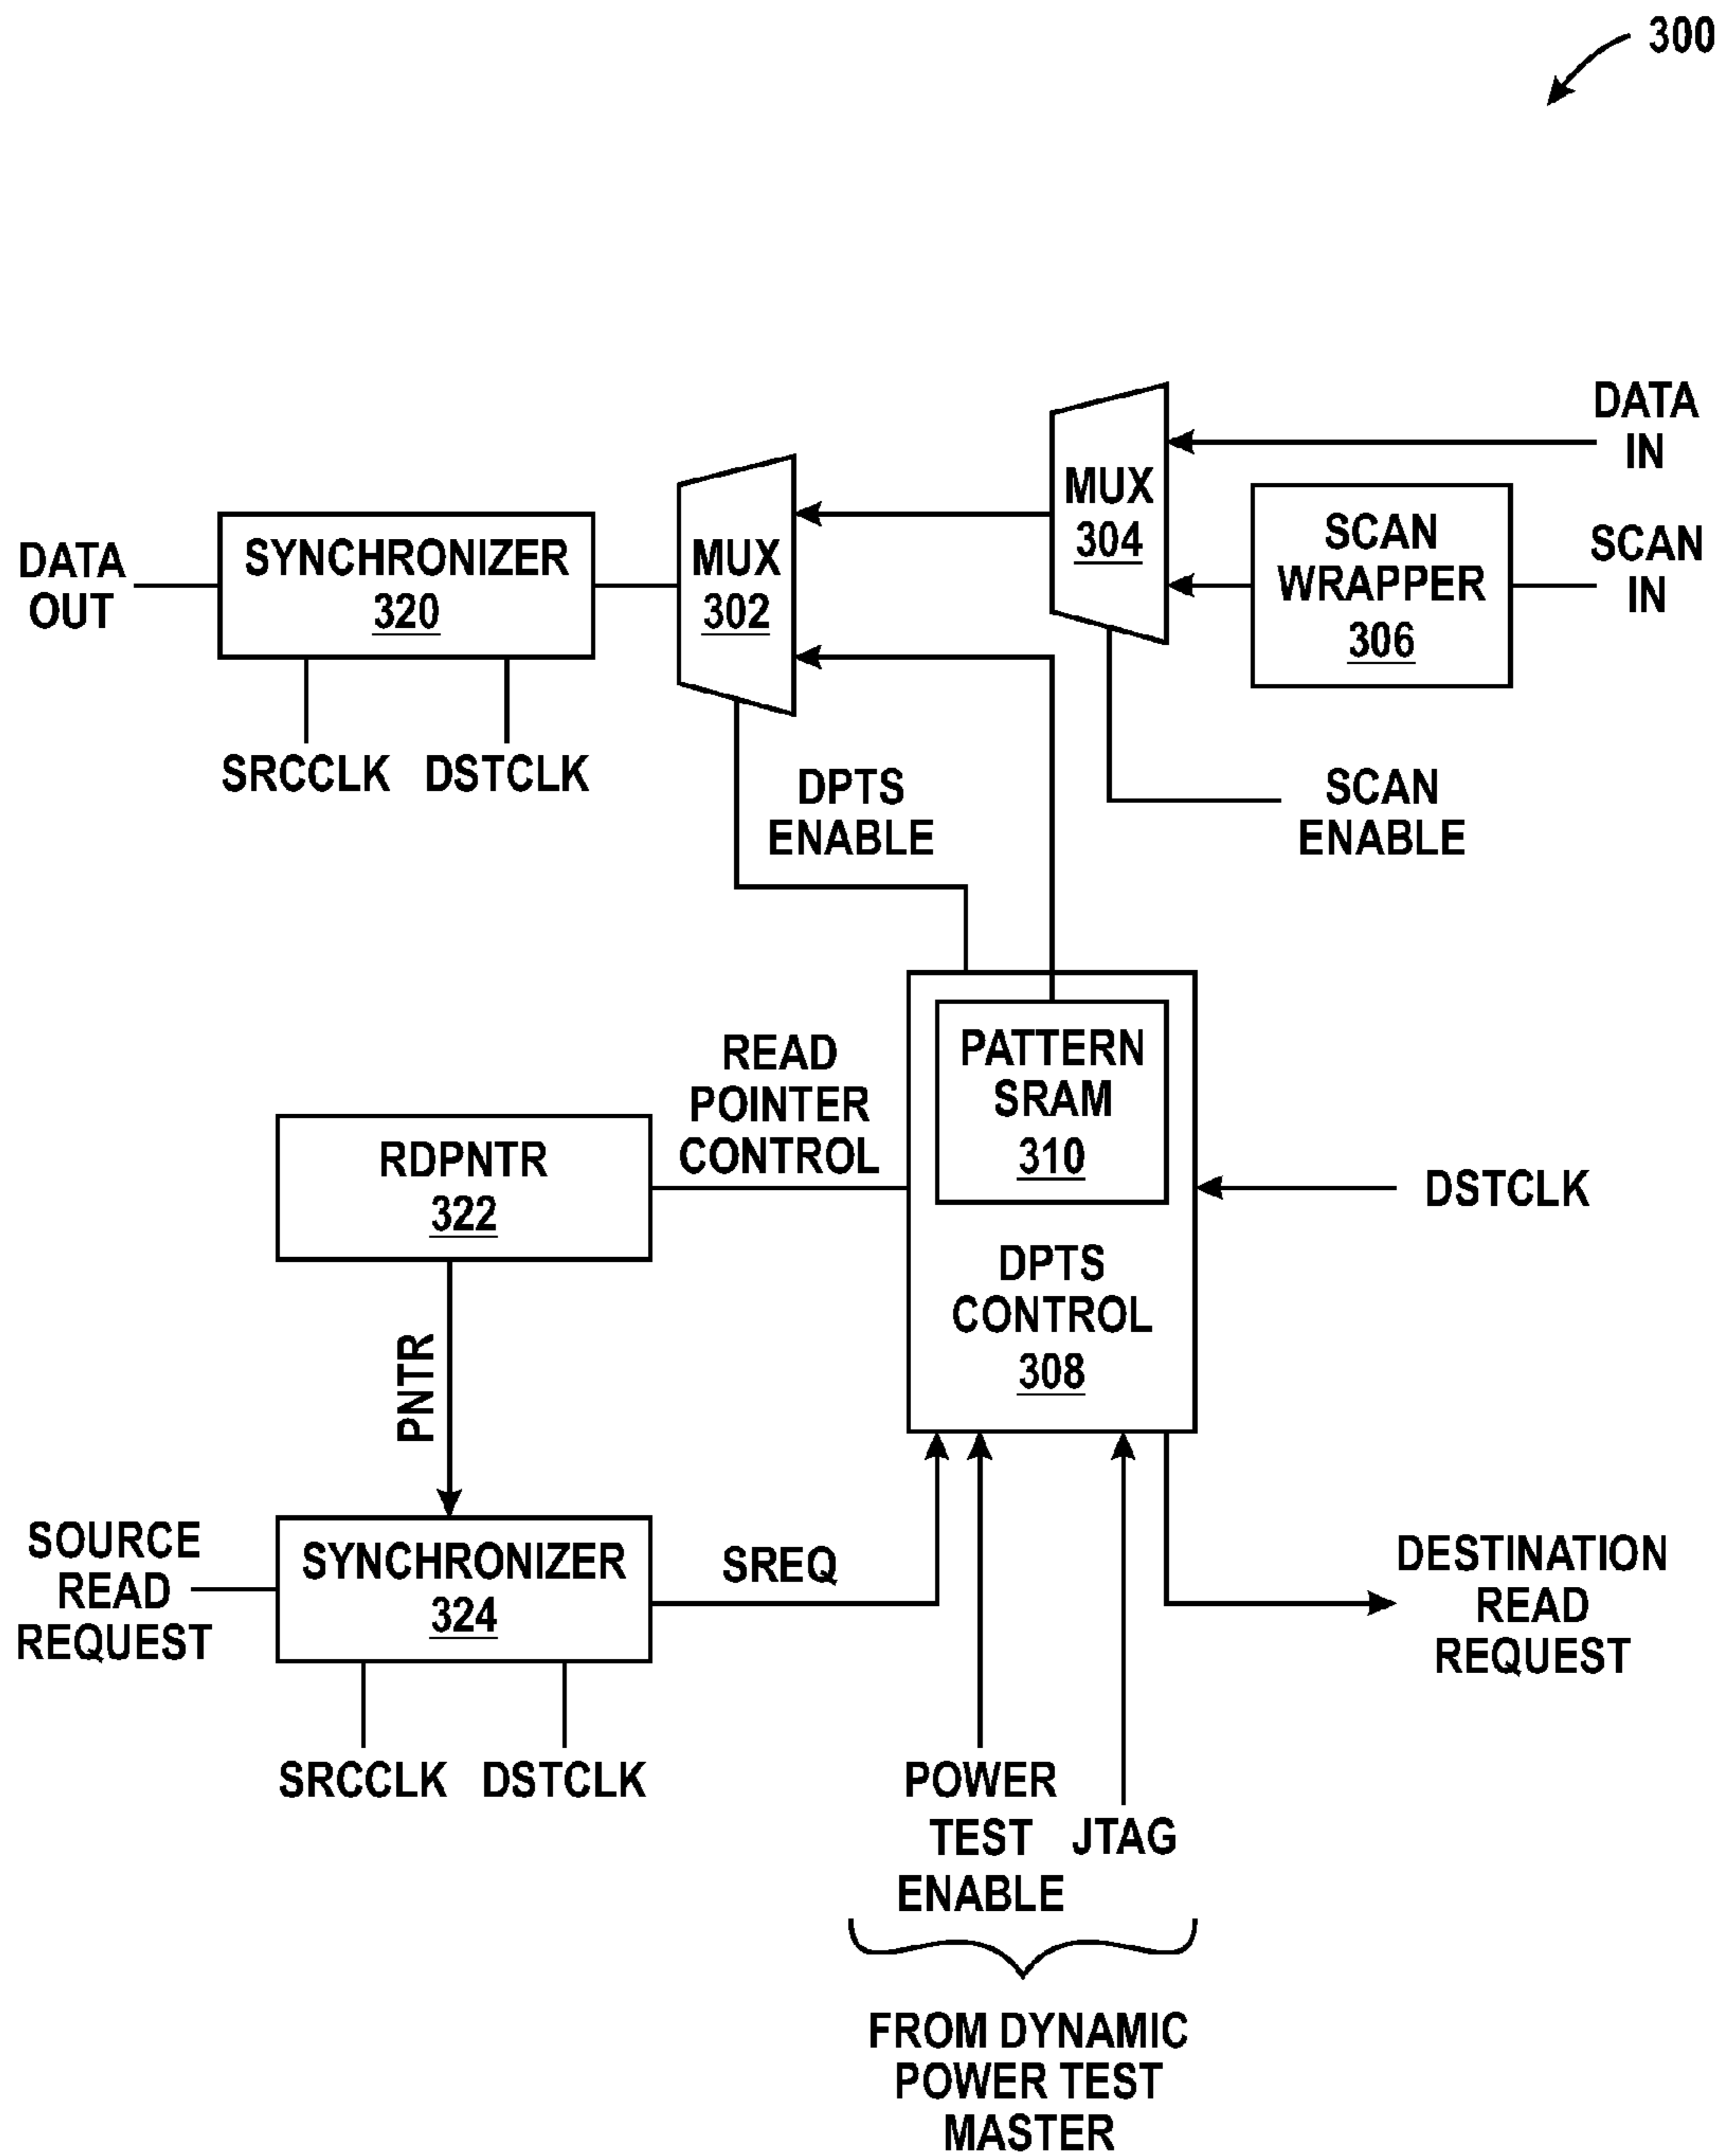 300
DATA
IN
MUX
304
SCAN
WRAPPER
306
SCAN
IN
MUX
302
SYNCHRONIZER
320
DATA
OUT
SRCCLK
DSTCLK
DPTS
ENABLE
SCAN
ENABLE
PATTERN
SRAM
310
READ
POINTER
CONTROL
RDPNTR
322
DSTCLK
DPTS
CONTROL
308
PNTR
SOURCE
READ
REQUEST
SYNCHRONIZER
324
SREQ
DESTINATION
READ
REQUEST
SRCCLK
DSTCLK
POWER
TEST
ENABLE
JTAG
FROM DYNAMIC
POWER TEST
MASTER